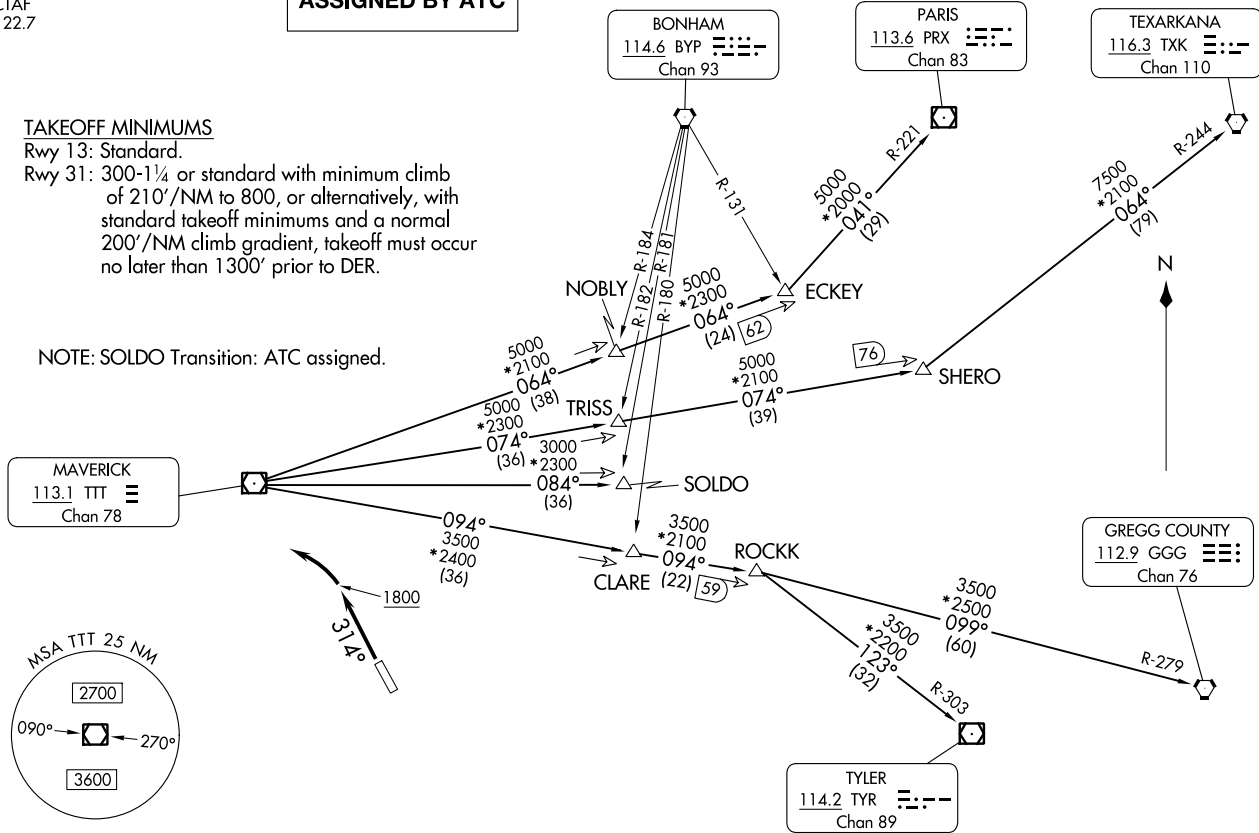 CTAF
22.7
ASSIGNED BY ATC
BONHAM
114.6 BYP
Chan 93
PARIS
113.6 PRX
Chan 83
TEXARKANA
116.3 TXK
Chan 110
TAKEOFF MINIMUMS
Rwy 13: Standard.
Rwy 31: 300-1¼ or standard with minimum climb
of 210'/NM to 800, or alternatively, with
standard takeoff minimums and a normal
200'/NM climb gradient, takeoff must occur
no later than 1300' prior to DER.
NOTE: SOLDO Transition: ATC assigned.
R-131
R-184
R-181
R-182
R-180
R-221
5000
*2000
041°
(29)
R-244
7500
*2100
064°
(79)
N
NOBLY
5000
*2300
064°
(24)
62
ECKEY
5000
*2100
064°
(38)
TRISS
5000
*2100
074°
(39)
76
SHERO
5000
*2300
074°
(36)
3000
*2300
084°
(36)
SOLDO
MAVERICK
113.1 TTT
Chan 78
094°
3500
*2400
(36)
CLARE
3500
*2100
094°
(22)
59
ROCKK
GREGG COUNTY
112.9 GGG
Chan 76
3500
*2500
099°
(60)
R-279
3500
*2200
123°
(32)
R-303
1800
314°
MSA TTT 25 NM
2700
090°
270°
3600
TYLER
114.2 TYR
Chan 89